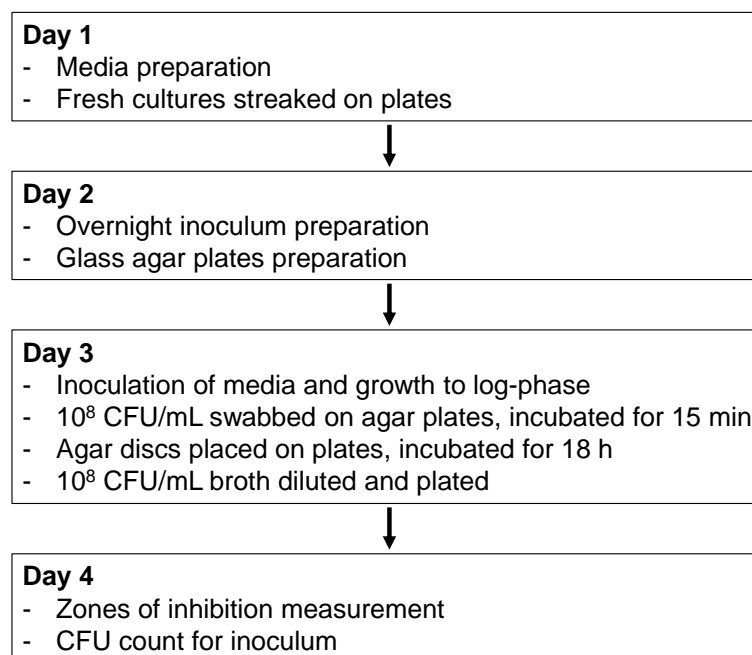 Day 1
- Media preparation
- Fresh cultures streaked on plates
Day 2
- Overnight inoculum preparation
- Glass agar plates preparation
Day 3
- Inoculation of media and growth to log-phase
- 10⁸ CFU/mL swabbed on agar plates, incubated for 15 min
- Agar discs placed on plates, incubated for 18 h
- 10⁸ CFU/mL broth diluted and plated
Day 4
- Zones of inhibition measurement
- CFU count for inoculum